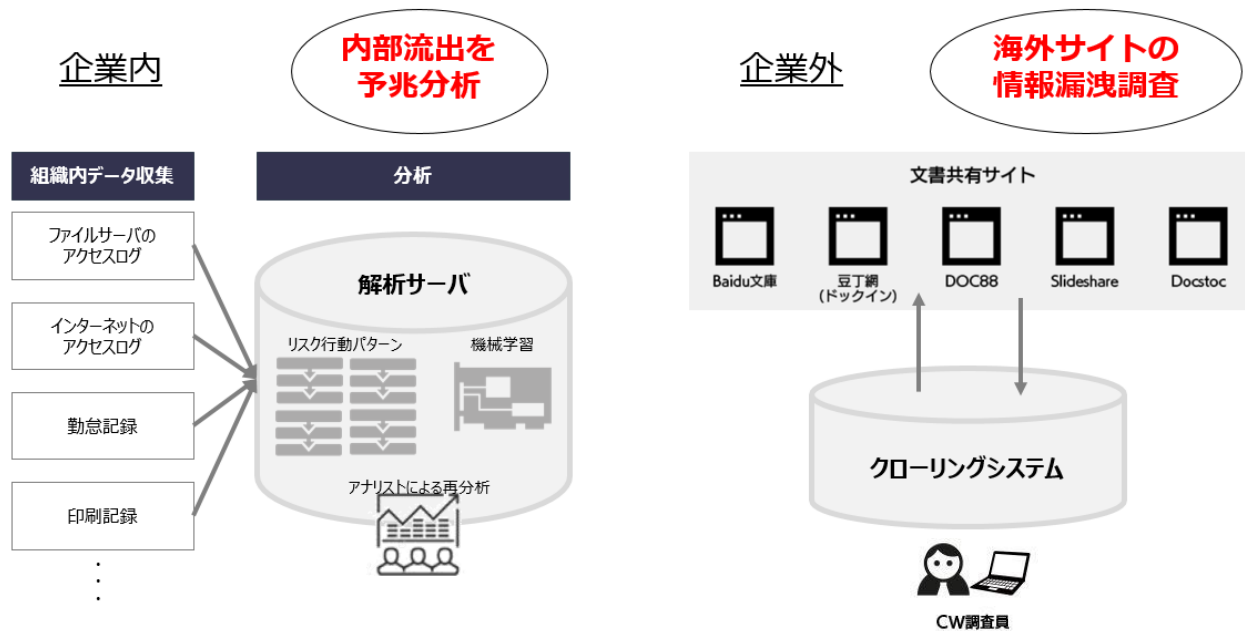 企業内
内部流出を
予兆分析
組織内データ収集
分析
ファイルサーバの
アクセスログ
インターネットの
アクセスログ
勤怠記録
印刷記録
・
・
・
解析サーバ
リスク行動パターン
機械学習
アナリストによる再分析
企業外
海外サイトの
情報漏洩調査
文書共有サイト
Baidu文庫
豆丁網
(ドックイン)
DOC88
Slideshare
Docstoc
クローリングシステム
CW調査員